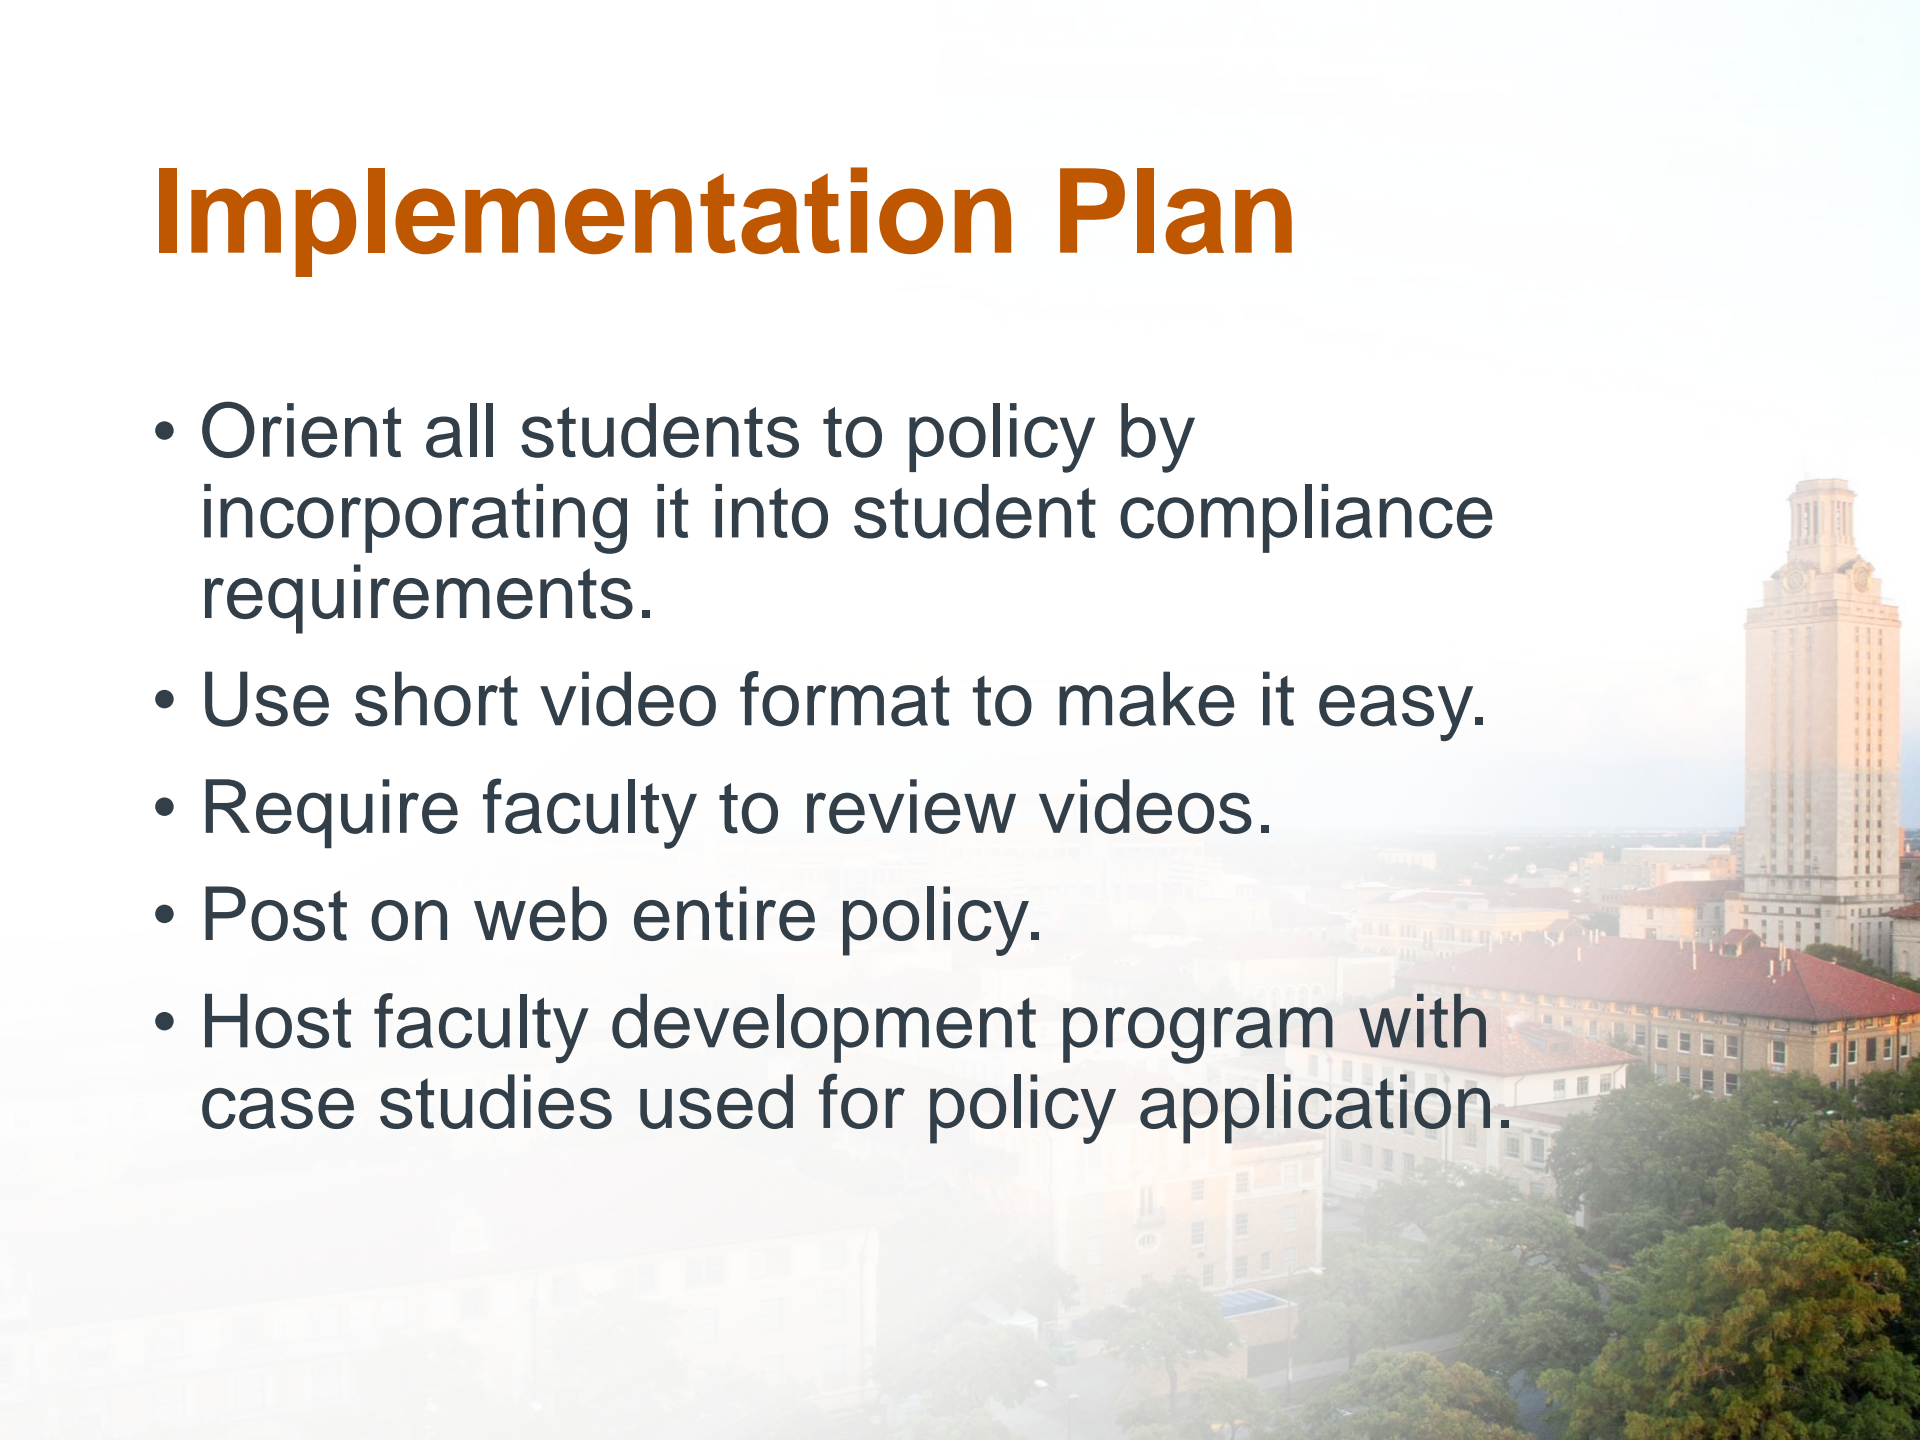 Implementation Plan
• Orient all students to policy by
incorporating it into student compliance
requirements.
• Use short video format to make it easy.
• Require faculty to review videos.
• Post on web entire policy.
• Host faculty development program with
case studies used for policy application.